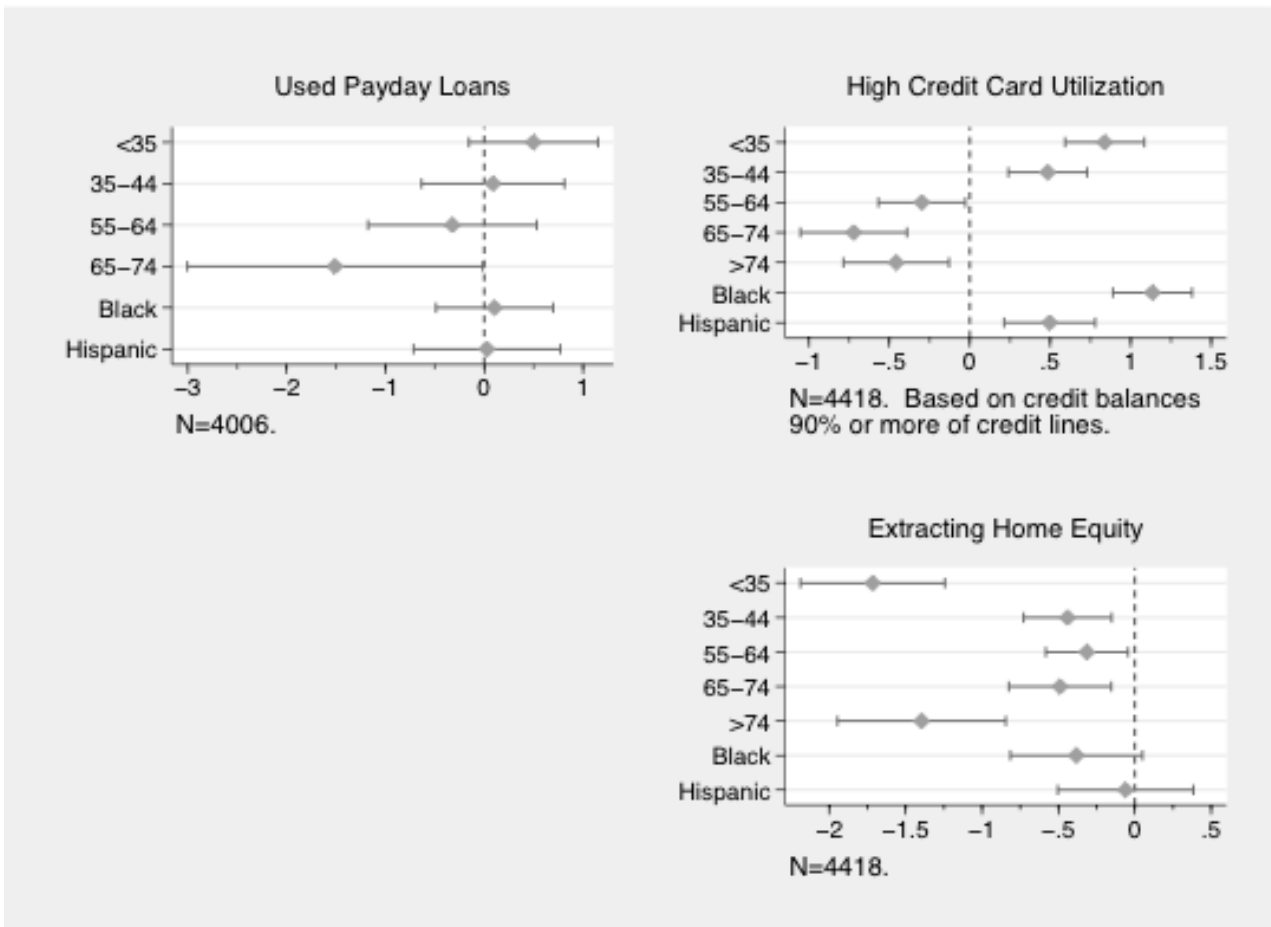 Used Payday Loans
<35
35−44
55−64
65−74
Black
Hispanic
−3 −2 −1 0 1
N=4006.
High Credit Card Utilization
<35
35−44
55−64
65−74
>74
Black
Hispanic
−1 −.5 0 .5 1 1.5
N=4418. Based on credit balances
90% or more of credit lines.
Extracting Home Equity
<35
35−44
55−64
65−74
>74
Black
Hispanic
−2 −1.5 −1 −.5 0 .5
N=4418.